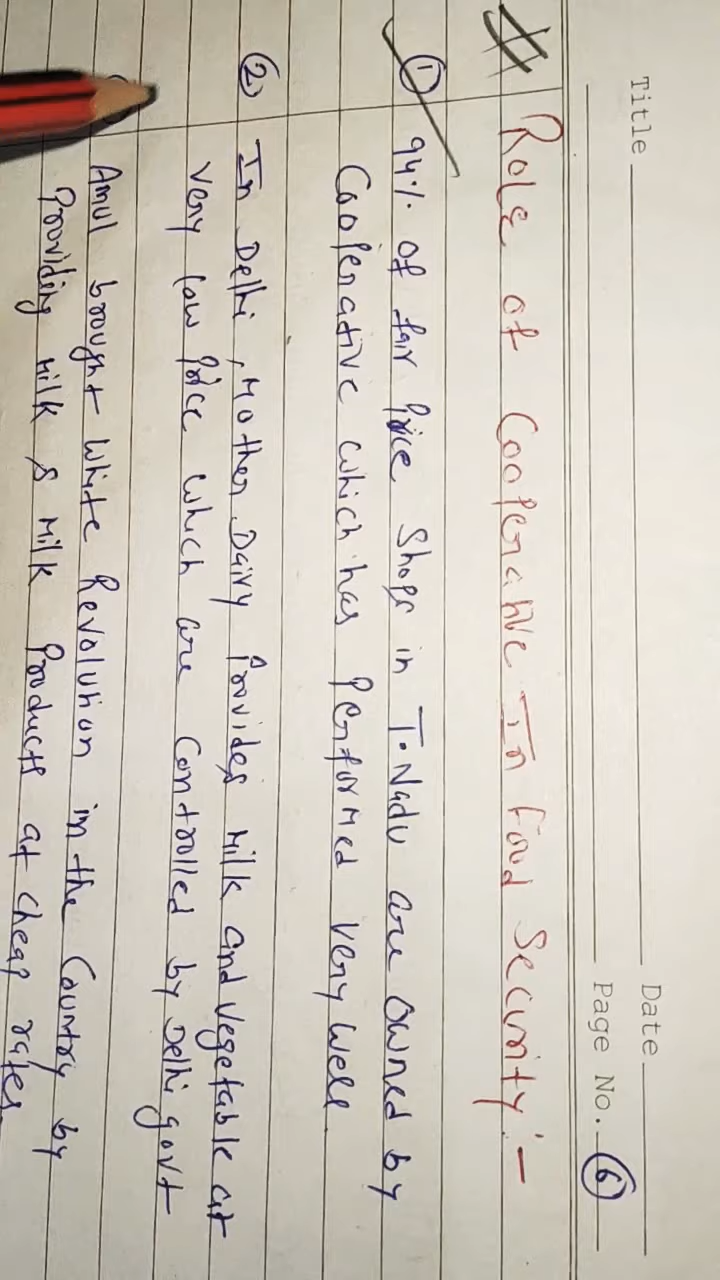 Title Date
Page No. 6
# Role of Cooperative In Food Security :-
① 94% of fair price shops in T.Nadu are owned by
Cooperative which has performed very well
② In Delhi, Mother Dairy provides milk and vegetable at
very low price which are controlled by Delhi govt
Amul brought White Revolution in the Country by
Providing milk & milk products at cheap rates